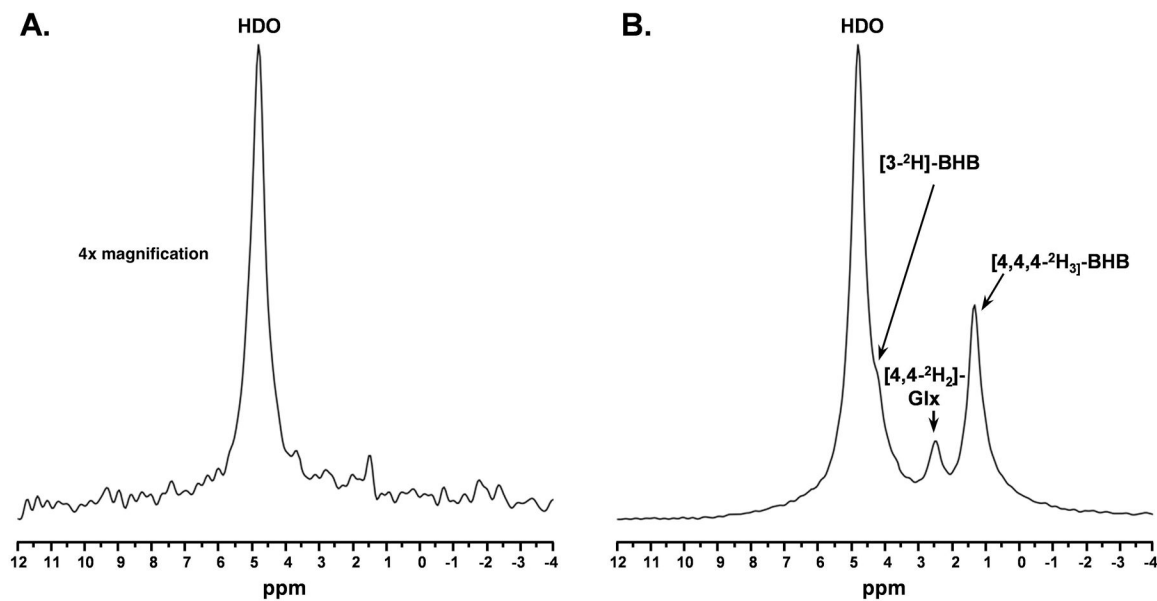 A.
HDO
4x magnification
12 11 10 9 8 7 6 5 4 3 2 1 0 -1 -2 -3 -4
ppm
B.
HDO
[3-²H]-BHB
[4,4,4-²H₃]-BHB
[4,4-²H₂]-
Glx
12 11 10 9 8 7 6 5 4 3 2 1 0 -1 -2 -3 -4
ppm